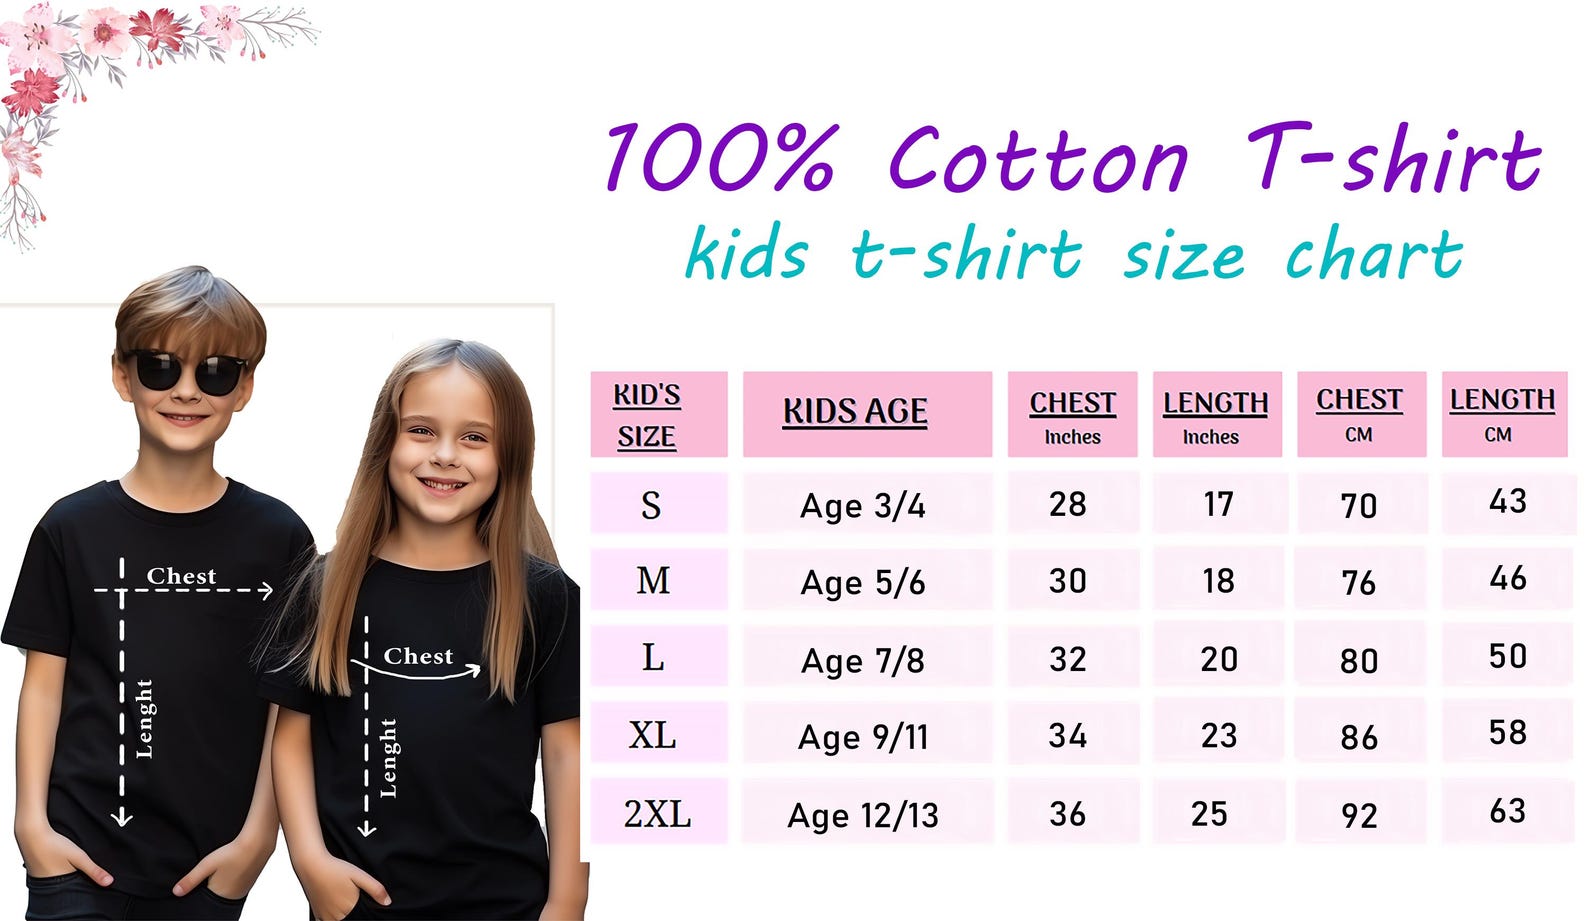 100% Cotton T-shirt
kids t-shirt size chart
KID'S SIZE KIDS AGE CHEST Inches LENGTH Inches CHEST CM LENGTH CM
S Age 3/4 28 17 70 43
M Age 5/6 30 18 76 46
L Age 7/8 32 20 80 50
XL Age 9/11 34 23 86 58
2XL Age 12/13 36 25 92 63
Chest
Lenght
Chest
Lenght